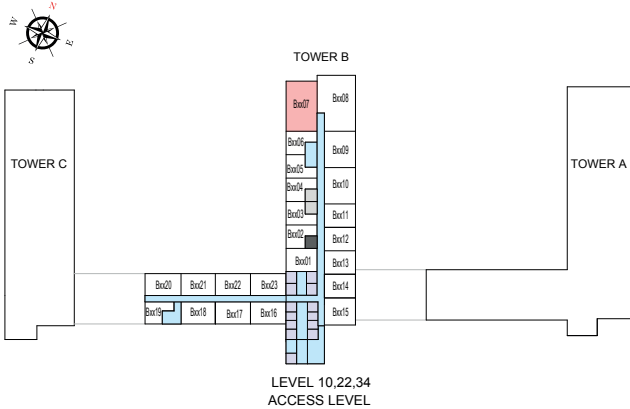 N
W
E
S
TOWER B
TOWER C
TOWER A
Bxx07
Bxx08
Bxx06
Bxx09
Bxx05
Bxx04
Bxx10
Bxx03
Bxx11
Bxx02
Bxx12
Bxx01
Bxx13
Bxx20 Bxx21 Bxx22 Bxx23
Bxx14
Bxx19 Bxx18 Bxx17 Bxx16
Bxx15
LEVEL 10,22,34
ACCESS LEVEL